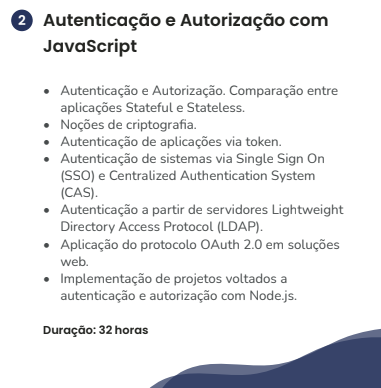 2 Autenticação e Autorização com
JavaScript
• Autenticação e Autorização. Comparação entre
aplicações Stateful e Stateless.
• Noções de criptografia.
• Autenticação de aplicações via token.
• Autenticação de sistemas via Single Sign On
(SSO) e Centralized Authentication System
(CAS).
• Autenticação a partir de servidores Lightweight
Directory Access Protocol (LDAP).
• Aplicação do protocolo OAuth 2.0 em soluções
web.
• Implementação de projetos voltados a
autenticação e autorização com Node.js.
Duração: 32 horas